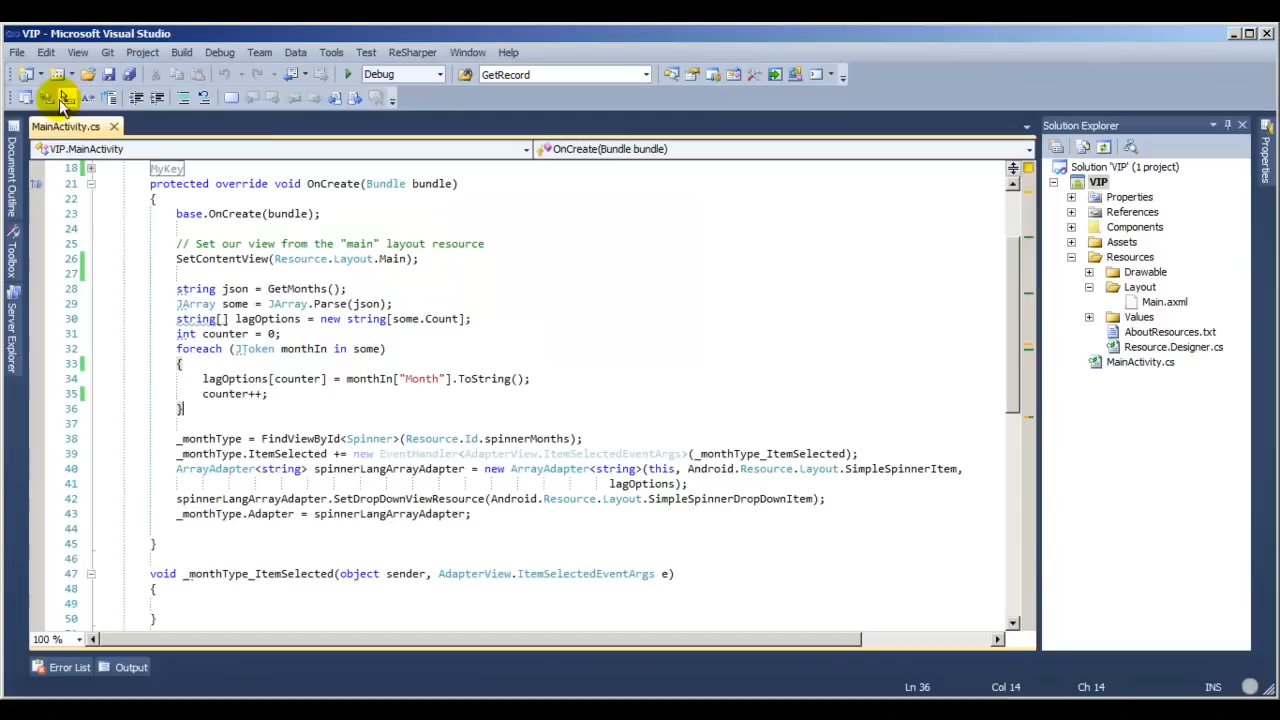 VIP - Microsoft Visual Studio
File Edit View Git Project Build Debug Team Data Tools Test ReSharper Window Help
Debug GetRecord
MainActivity.cs
Solution Explorer
VIP.MainActivity OnCreate(Bundle bundle)
Document Outline
Toolbox
Server Explorer
18 MyKey
21 protected override void OnCreate(Bundle bundle)
22 {
23 base.OnCreate(bundle);
24
25 // Set our view from the "main" layout resource
26 SetContentView(Resource.Layout.Main);
27
28 string json = GetMonths();
29 JArray some = JArray.Parse(json);
30 string[] lagOptions = new string[some.Count];
31 int counter = 0;
32 foreach (JToken monthIn in some)
33 {
34 lagOptions[counter] = monthIn["Month"].ToString();
35 counter++;
36 }
37
38 _monthType = FindViewById<Spinner>(Resource.Id.spinnerMonths);
39 _monthType.ItemSelected += new EventHandler<AdapterView.ItemSelectedEventArgs>(_monthType_ItemSelected);
40 ArrayAdapter<string> spinnerLangArrayAdapter = new ArrayAdapter<string>(this, Android.Resource.Layout.SimpleSpinnerItem,
41 lagOptions);
42 spinnerLangArrayAdapter.SetDropDownViewResource(Android.Resource.Layout.SimpleSpinnerDropDownItem);
43 _monthType.Adapter = spinnerLangArrayAdapter;
44
45 }
46
47 void _monthType_ItemSelected(object sender, AdapterView.ItemSelectedEventArgs e)
48 {
49
50 }
100 %
Solution 'VIP' (1 project)
VIP
Properties
References
Components
Assets
Resources
Drawable
Layout
Main.axml
Values
AboutResources.txt
Resource.Designer.cs
MainActivity.cs
Properties
Error List Output
Ln 36 Col 14 Ch 14 INS